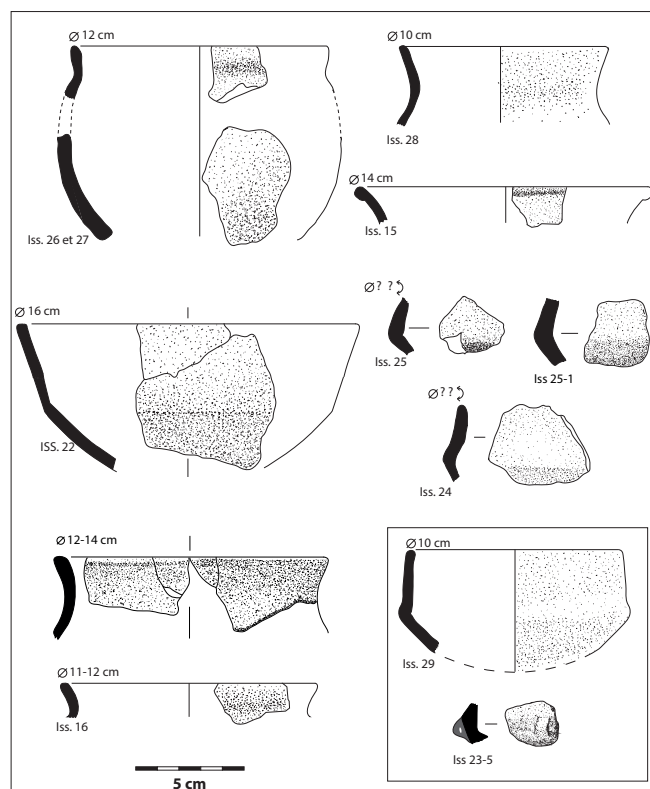 Ø 12 cm
Iss. 26 et 27
Ø 10 cm
Iss. 28
Ø 14 cm
Iss. 15
Ø 16 cm
ISS. 22
Ø ? ?
Iss. 25
Iss 25-1
Ø ? ?
Iss. 24
Ø 12-14 cm
Ø 11-12 cm
Iss. 16
5 cm
Ø 10 cm
Iss. 29
Iss 23-5